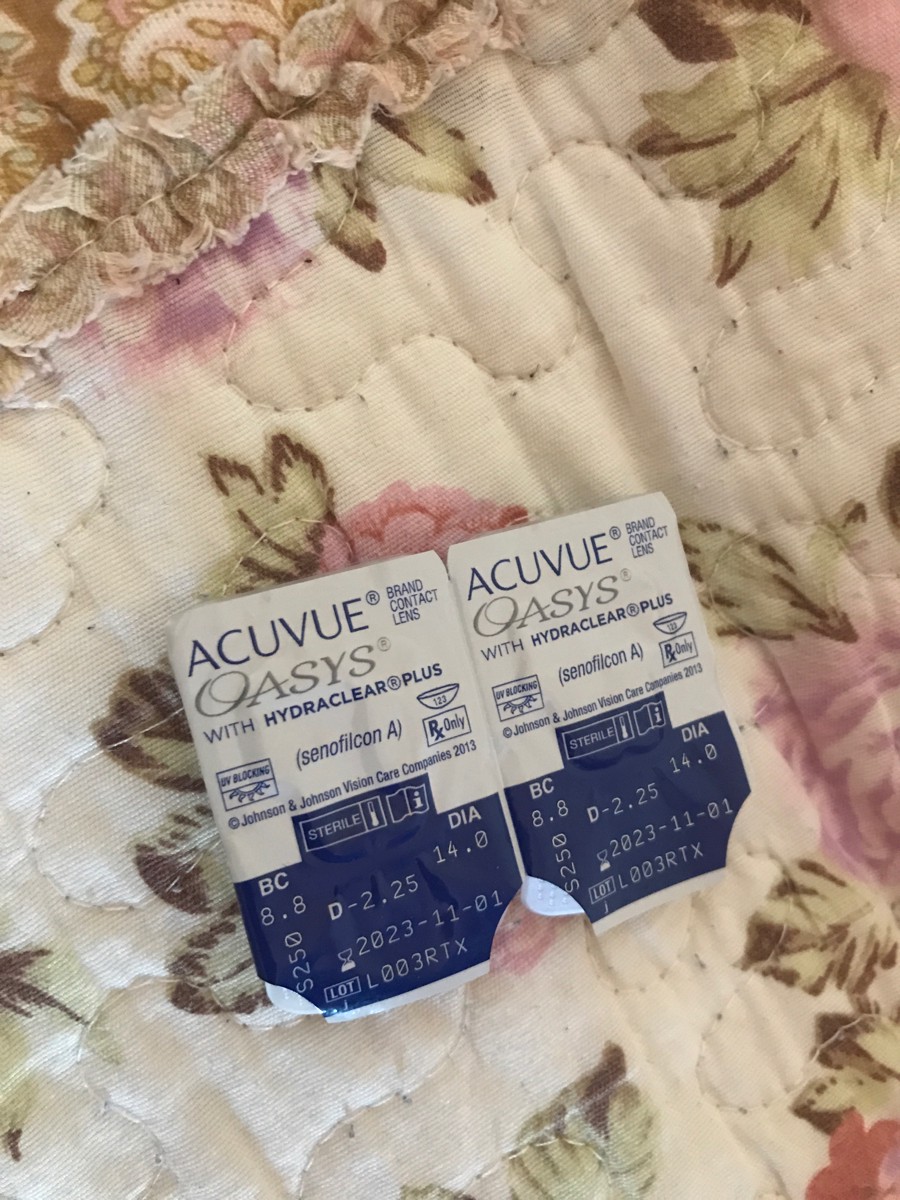 ACUVUE® BRAND CONTACT LENS
OASYS®
WITH HYDRACLEAR®PLUS
123
(senofilcon A)
Rx Only
UV BLOCKING
©Johnson & Johnson Vision Care Companies 2013
STERILE
BC
DIA
8.8
D-2.25
14.0
S250
2023-11-01
LOT L003RTX
J
ACUVUE® BRAND CONTACT LENS
OASYS®
WITH HYDRACLEAR®PLUS
123
(senofilcon A)
Rx Only
UV BLOCKING
©Johnson & Johnson Vision Care Companies 2013
STERILE
BC
DIA
8.8
D-2.25
14.0
S250
2023-11-01
LOT L003RTX
J